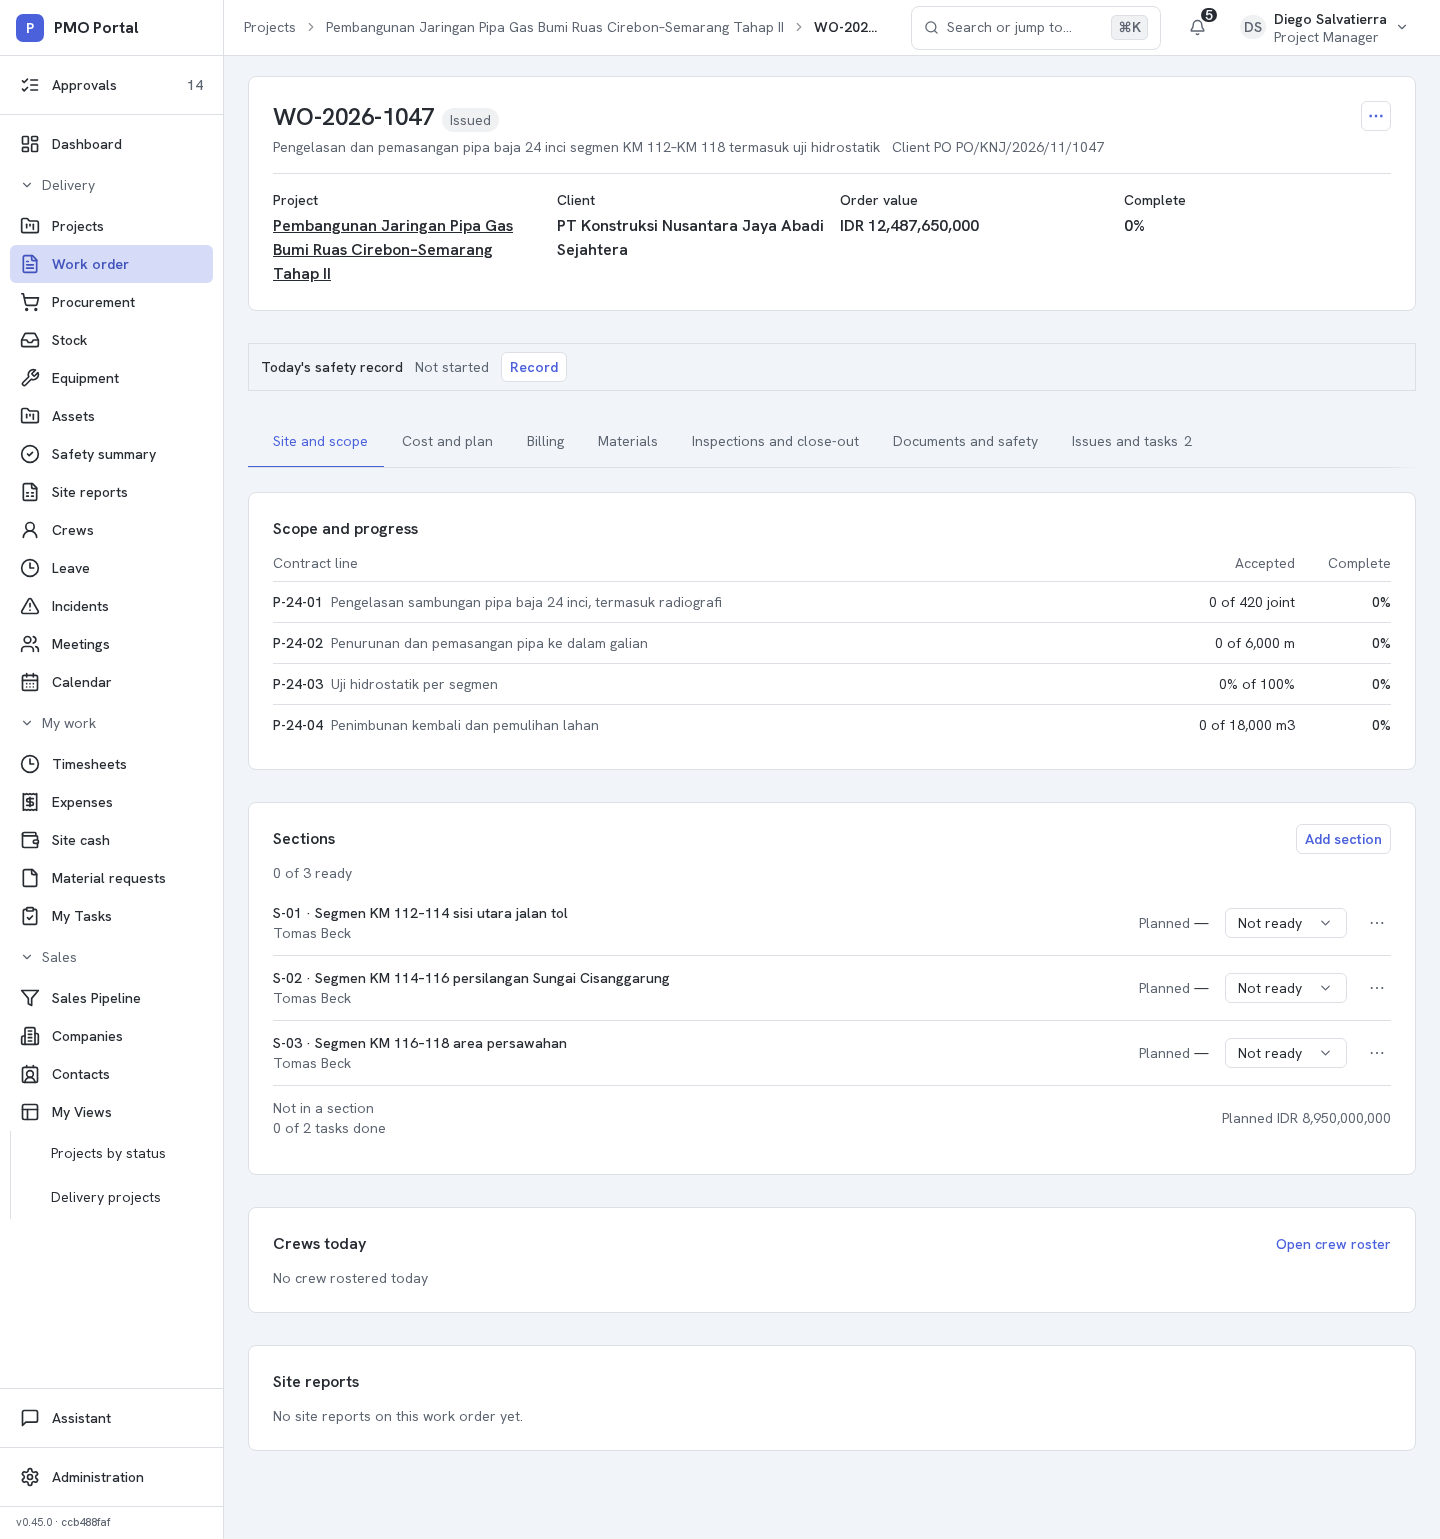 P PMO Portal
Projects > Pembangunan Jaringan Pipa Gas Bumi Ruas Cirebon–Semarang Tahap II > WO-202...
Search or jump to... ⌘K
5
DS Diego Salvatierra
Project Manager
Approvals 14
Dashboard
Delivery
Projects
Work order
Procurement
Stock
Equipment
Assets
Safety summary
Site reports
Crews
Leave
Incidents
Meetings
Calendar
My work
Timesheets
Expenses
Site cash
Material requests
My Tasks
Sales
Sales Pipeline
Companies
Contacts
My Views
Projects by status
Delivery projects
Assistant
Administration
v0.45.0 · ccb488faf
WO-2026-1047 Issued
Pengelasan dan pemasangan pipa baja 24 inci segmen KM 112–KM 118 termasuk uji hidrostatik Client PO PO/KNJ/2026/11/1047
Project
Pembangunan Jaringan Pipa Gas
Bumi Ruas Cirebon–Semarang
Tahap II
Client
PT Konstruksi Nusantara Jaya Abadi
Sejahtera
Order value
IDR 12,487,650,000
Complete
0%
Today's safety record Not started Record
Site and scope Cost and plan Billing Materials Inspections and close-out Documents and safety Issues and tasks 2
Scope and progress
Contract line Accepted Complete
P-24-01 Pengelasan sambungan pipa baja 24 inci, termasuk radiografi 0 of 420 joint 0%
P-24-02 Penurunan dan pemasangan pipa ke dalam galian 0 of 6,000 m 0%
P-24-03 Uji hidrostatik per segmen 0% of 100% 0%
P-24-04 Penimbunan kembali dan pemulihan lahan 0 of 18,000 m3 0%
Sections Add section
0 of 3 ready
S-01 · Segmen KM 112–114 sisi utara jalan tol
Tomas Beck
Planned — Not ready
S-02 · Segmen KM 114–116 persilangan Sungai Cisanggarung
Tomas Beck
Planned — Not ready
S-03 · Segmen KM 116–118 area persawahan
Tomas Beck
Planned — Not ready
Not in a section
0 of 2 tasks done
Planned IDR 8,950,000,000
Crews today Open crew roster
No crew rostered today
Site reports
No site reports on this work order yet.